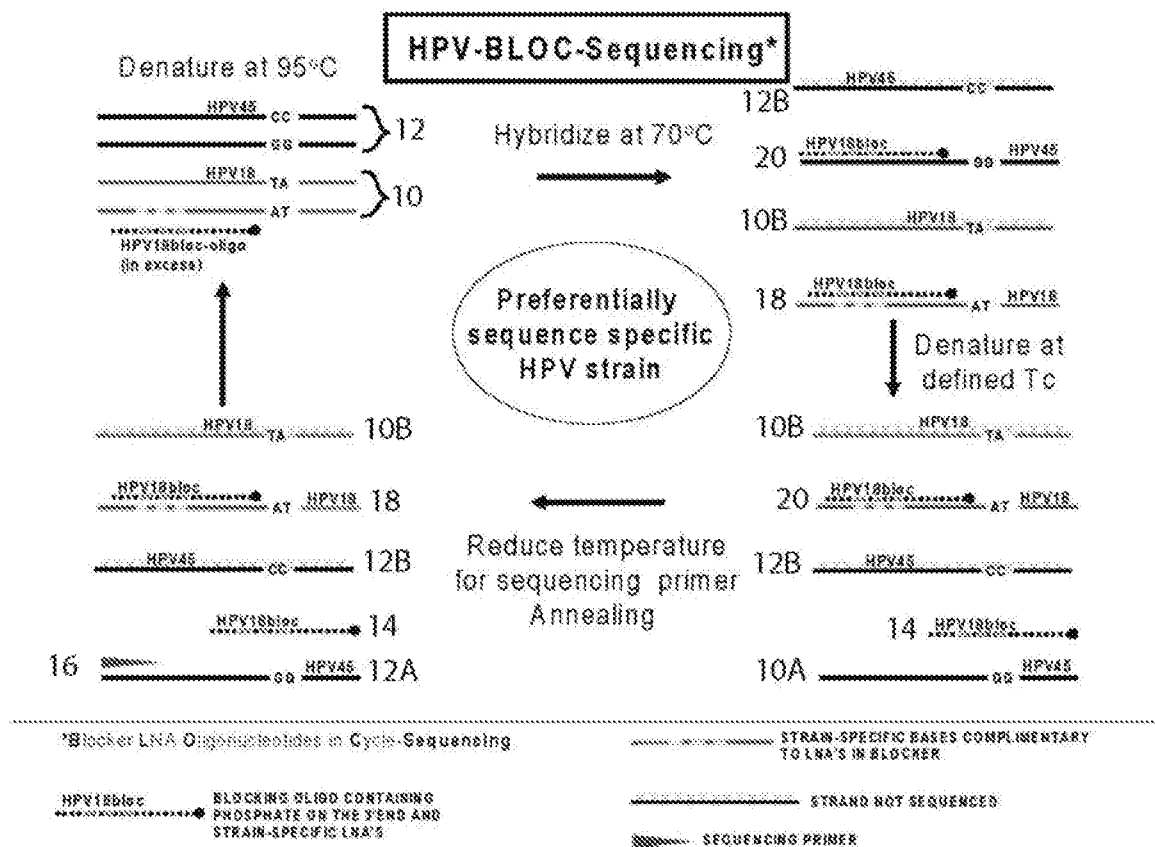 HPV-BLOC-Sequencing*
Denature at 95°C
HPV45 CC
GG
12
HPV18 TA
AT
10
HPV18bloc-oligo
(in excess)
Hybridize at 70°C
12B
HPV45 CC
20
HPV18bloc
GG HPV45
10B
HPV18 TA
18
HPV18bloc
AT HPV18
Denature at
defined Tc
Preferentially
sequence specific
HPV strain
HPV18 TA 10B
HPV18bloc
AT HPV18 18
HPV45 CC 12B
HPV18bloc 14
16
GG HPV45 12A
Reduce temperature
for sequencing primer
Annealing
10B HPV18 TA
20 HPV18bloc
AT HPV18
12B HPV45 CC
14 HPV18bloc
10A GG HPV45
*Blocker LNA Oligonucleotides in Cycle-Sequencing
HPV18bloc
BLOCKING OLIGO CONTAINING
PHOSPHATE ON THE 3'END AND
STRAIN-SPECIFIC LNA'S
STRAIN-SPECIFIC BASES COMPLIMENTARY
TO LNA'S IN BLOCKER
STRAND NOT SEQUENCED
SEQUENCING PRIMER